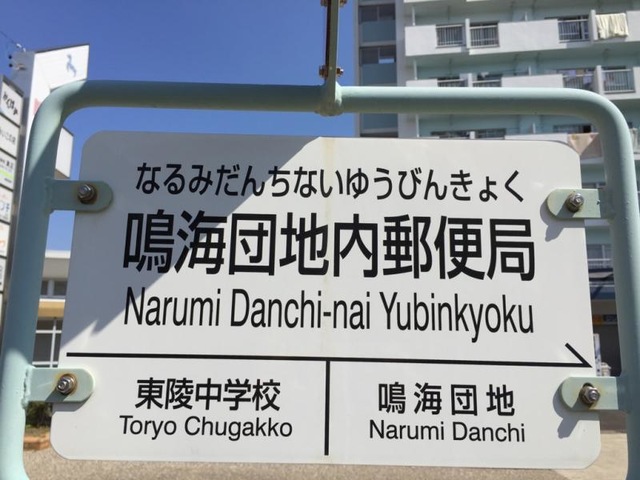 なるみだんちないゆうびんきょく
鳴海団地内郵便局
Narumi Danchi-nai Yubinkyoku
東陵中学校
Toryo Chugakko
鳴海団地
Narumi Danchi